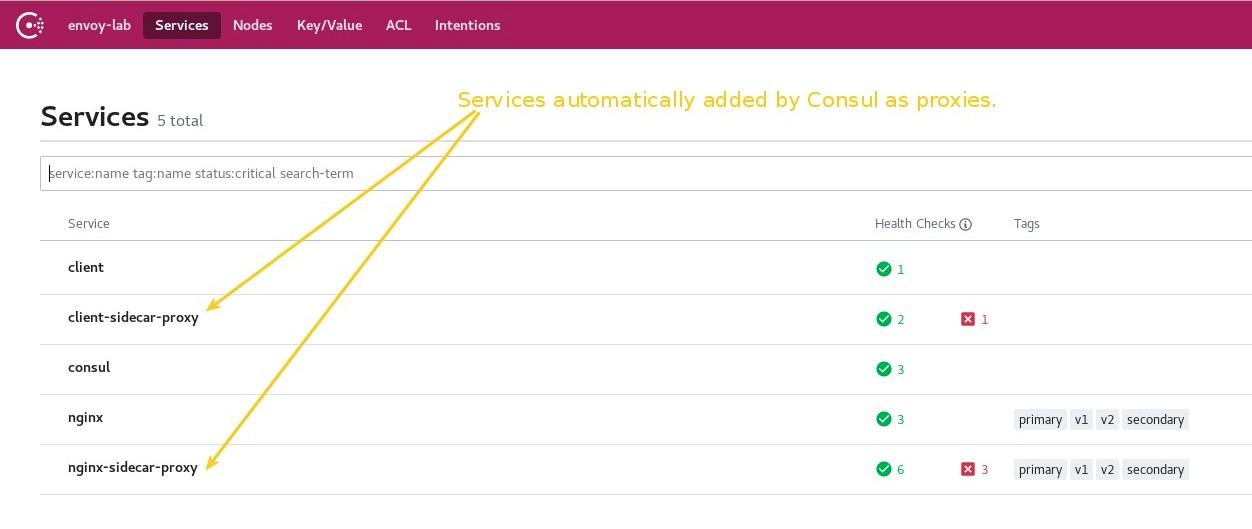 envoy-lab Services Nodes Key/Value ACL Intentions
Services automatically added by Consul as proxies.
Services 5 total
service:name tag:name status:critical search-term
Service Health Checks Tags
client 1
client-sidecar-proxy 2 1
consul 3
nginx 3 primary v1 v2 secondary
nginx-sidecar-proxy 6 3 primary v1 v2 secondary